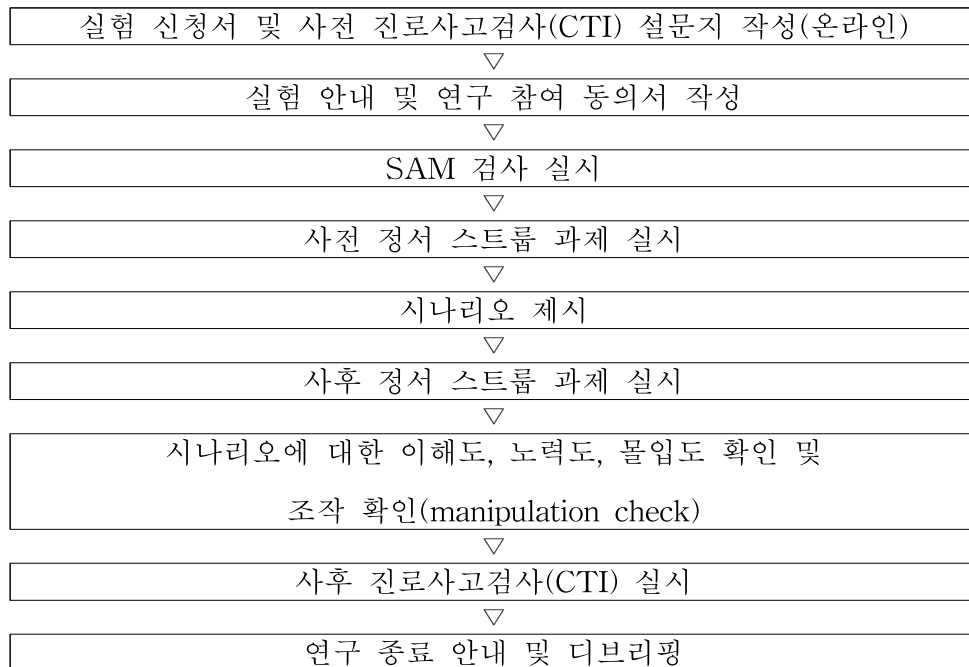 실험 신청서 및 사전 진로사고검사(CTI) 설문지 작성(온라인)
▽
실험 안내 및 연구 참여 동의서 작성
▽
SAM 검사 실시
▽
사전 정서 스트룹 과제 실시
▽
시나리오 제시
▽
사후 정서 스트룹 과제 실시
▽
시나리오에 대한 이해도, 노력도, 몰입도 확인 및
조작 확인(manipulation check)
▽
사후 진로사고검사(CTI) 실시
▽
연구 종료 안내 및 디브리핑